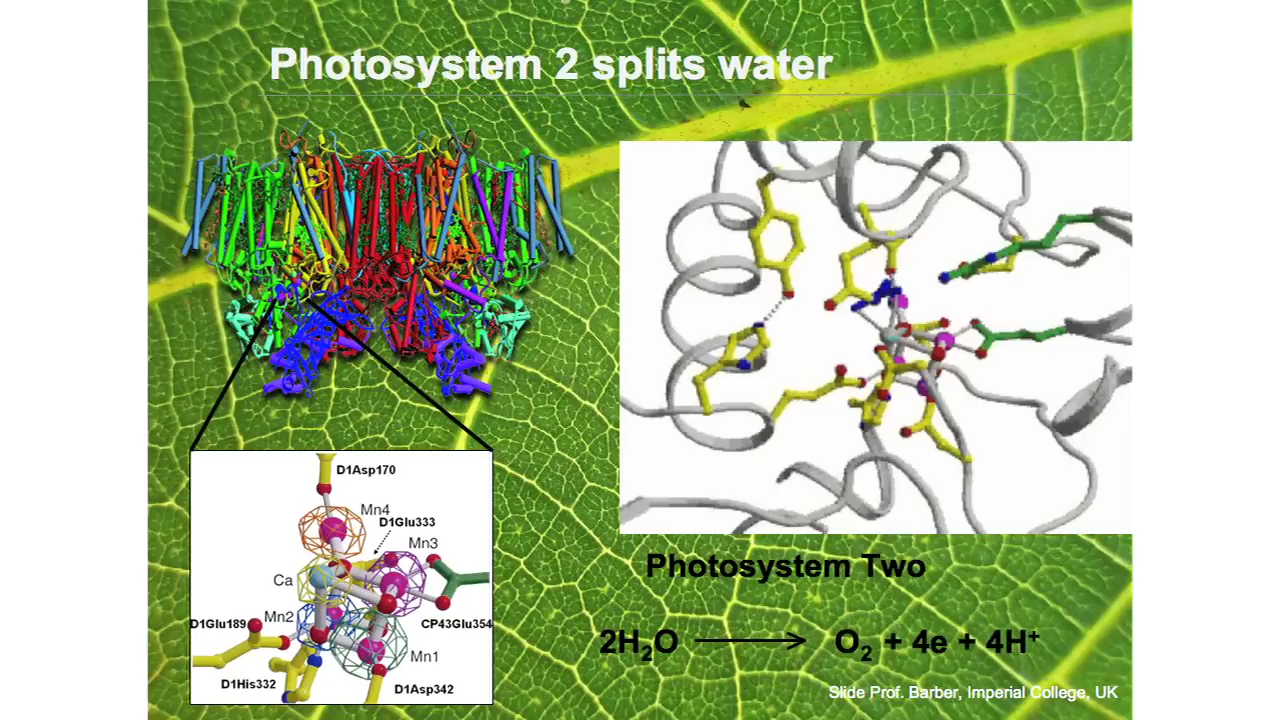 Photosystem 2 splits water
D1Asp170
Mn4
D1Glu333
Mn3
Ca
D1Glu189
Mn2
CP43Glu354
Mn1
D1His332
D1Asp342
Photosystem Two
2H₂O ⟶ O₂ + 4e + 4H⁺
Slide Prof. Barber, Imperial College, UK